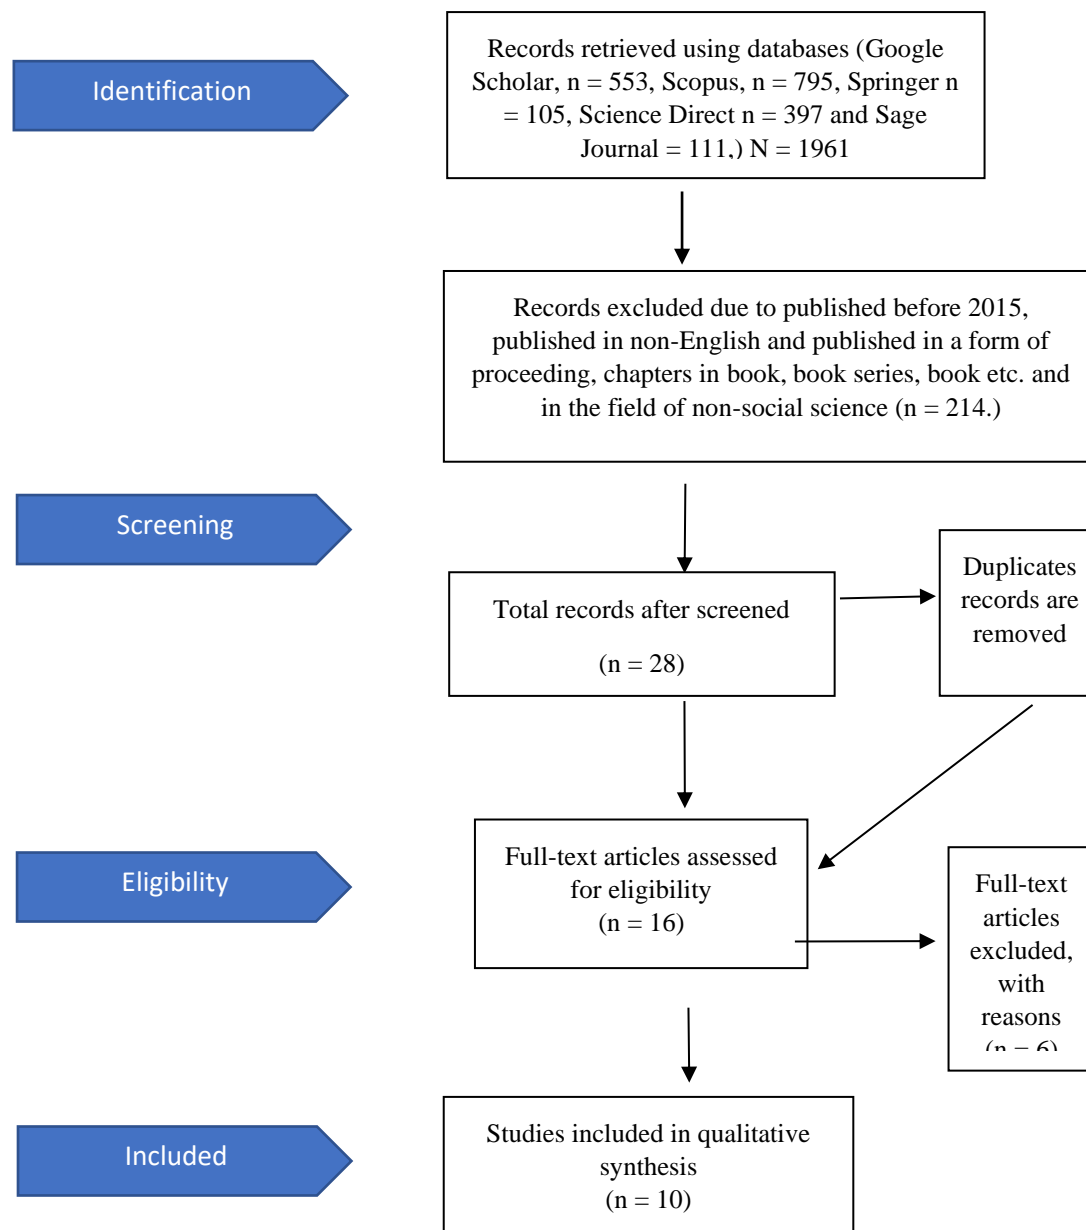 Identification
Records retrieved using databases (Google
Scholar, n = 553, Scopus, n = 795, Springer n
= 105, Science Direct n = 397 and Sage
Journal = 111,) N = 1961
Records excluded due to published before 2015,
published in non-English and published in a form of
proceeding, chapters in book, book series, book etc. and
in the field of non-social science (n = 214.)
Screening
Total records after screened
(n = 28)
Duplicates
records are
removed
Eligibility
Full-text articles assessed
for eligibility
(n = 16)
Full-text
articles
excluded,
with
reasons
(n = 6)
Included
Studies included in qualitative
synthesis
(n = 10)